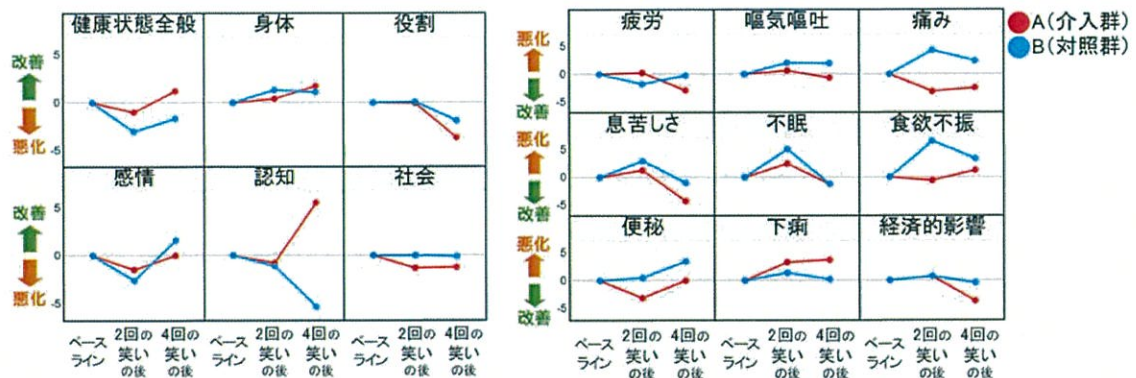 健康状態全般
身体
役割
改善
悪化
5
0
-5
感情
認知
社会
改善
悪化
5
0
-5
ベース
ライン
2回の
笑い
の後
4回の
笑い
の後
ベース
ライン
2回の
笑い
の後
4回の
笑い
の後
ベース
ライン
2回の
笑い
の後
4回の
笑い
の後
疲労
嘔気嘔吐
痛み
A(介入群)
B(対照群)
悪化
改善
5
0
-5
息苦しさ
不眠
食欲不振
悪化
改善
5
0
-5
便秘
下痢
経済的影響
悪化
改善
5
0
-5
ベース
ライン
2回の
笑い
の後
4回の
笑い
の後
ベース
ライン
2回の
笑い
の後
4回の
笑い
の後
ベース
ライン
2回の
笑い
の後
4回の
笑い
の後